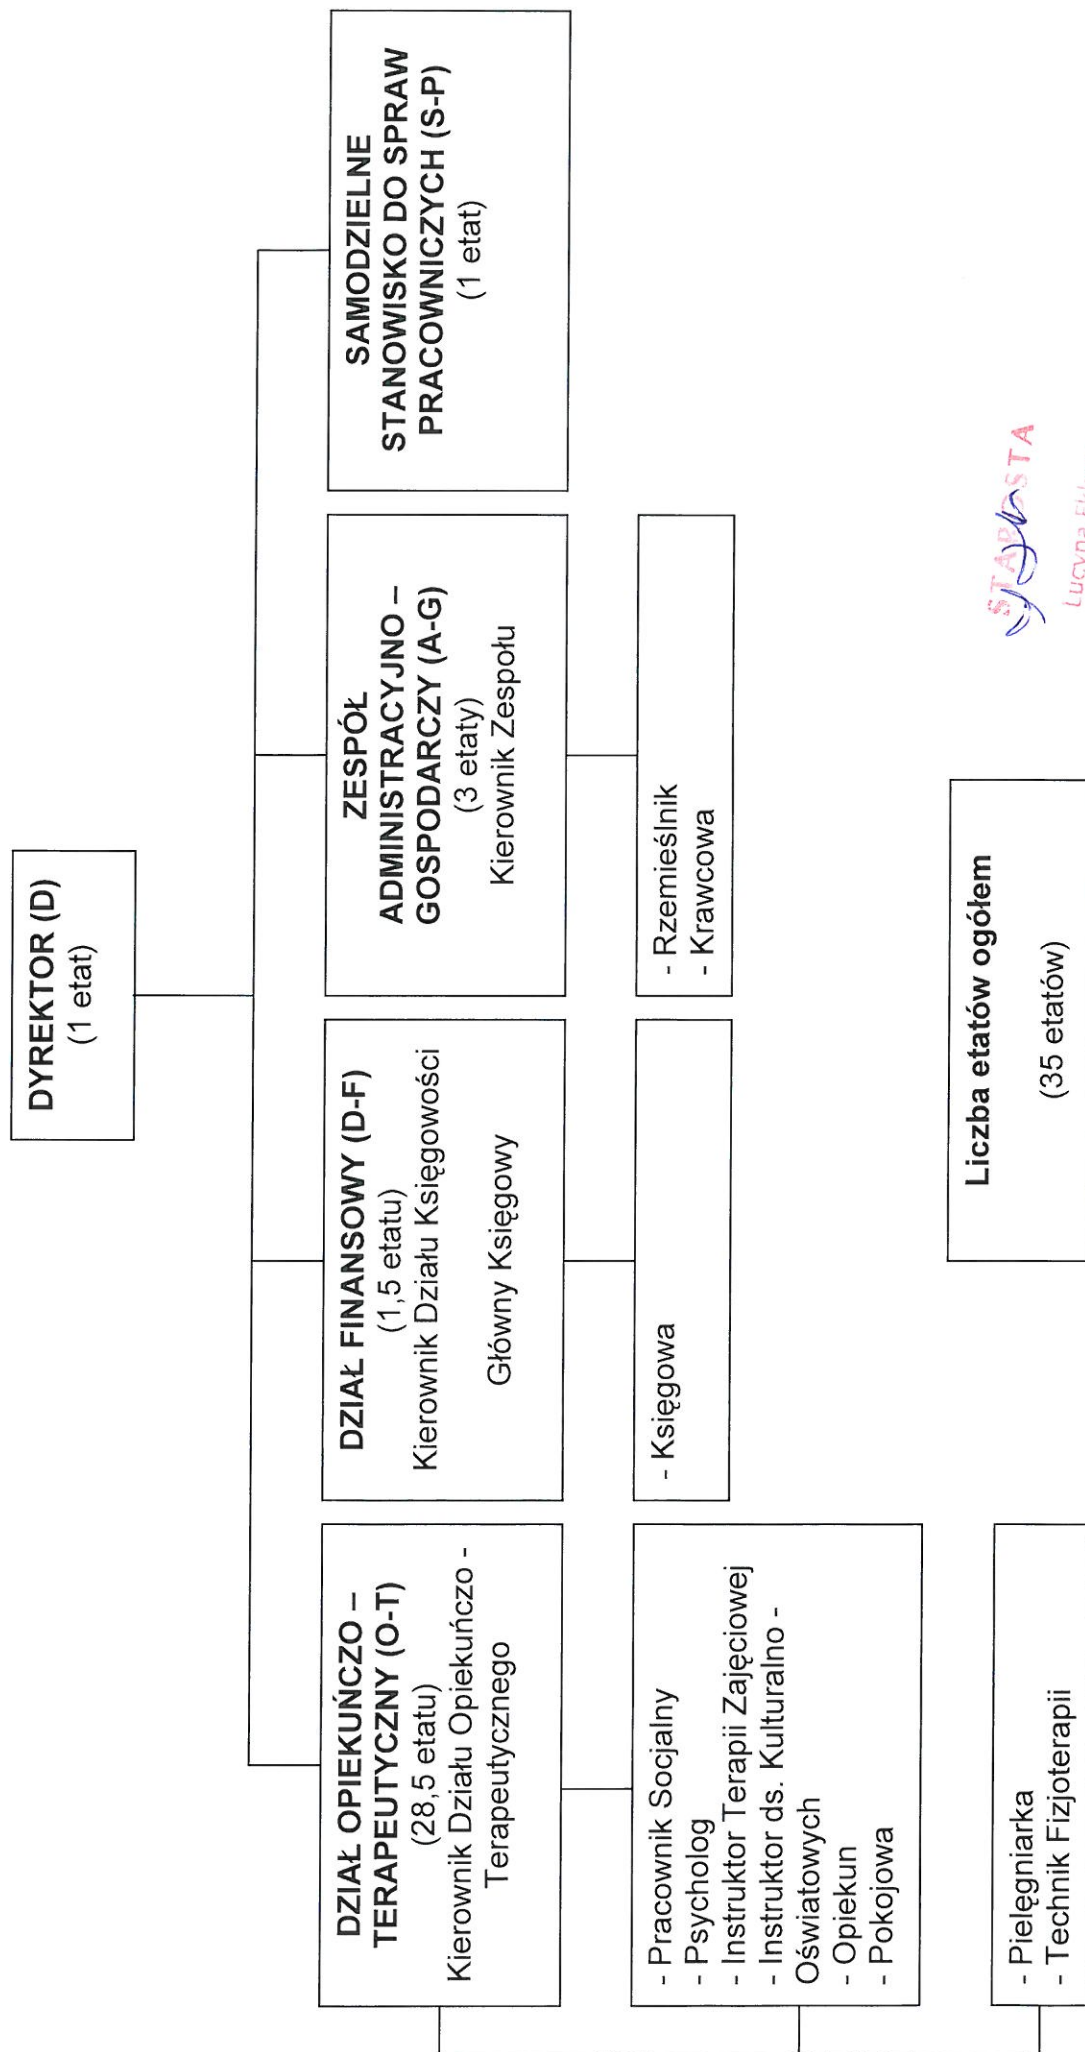 DYREKTOR (D)
(1 etat)
DZIAŁ OPIEKUŃCZO –
TERAPEUTYCZNY (O-T)
(28,5 etatu)
Kierownik Działu Opiekuńczo -
Terapeutycznego
DZIAŁ FINANSOWY (D-F)
(1,5 etatu)
Kierownik Działu Księgowości
Główny Księgowy
ZESPÓŁ
ADMINISTRACYJNO –
GOSPODARCZY (A-G)
(3 etaty)
Kierownik Zespołu
SAMODZIELNE
STANOWISKO DO SPRAW
PRACOWNICZYCH (S-P)
(1 etat)
- Pracownik Socjalny
- Psycholog
- Instruktor Terapii Zajęciowej
- Instruktor ds. Kulturalno -
Oświatowych
- Opiekun
- Pokojowa
- Księgowa
- Rzemieślnik
- Krawcowa
- Pielęgniarka
- Technik Fizjoterapii
Liczba etatów ogółem
(35 etatów)
STAROSTA
Lucyna